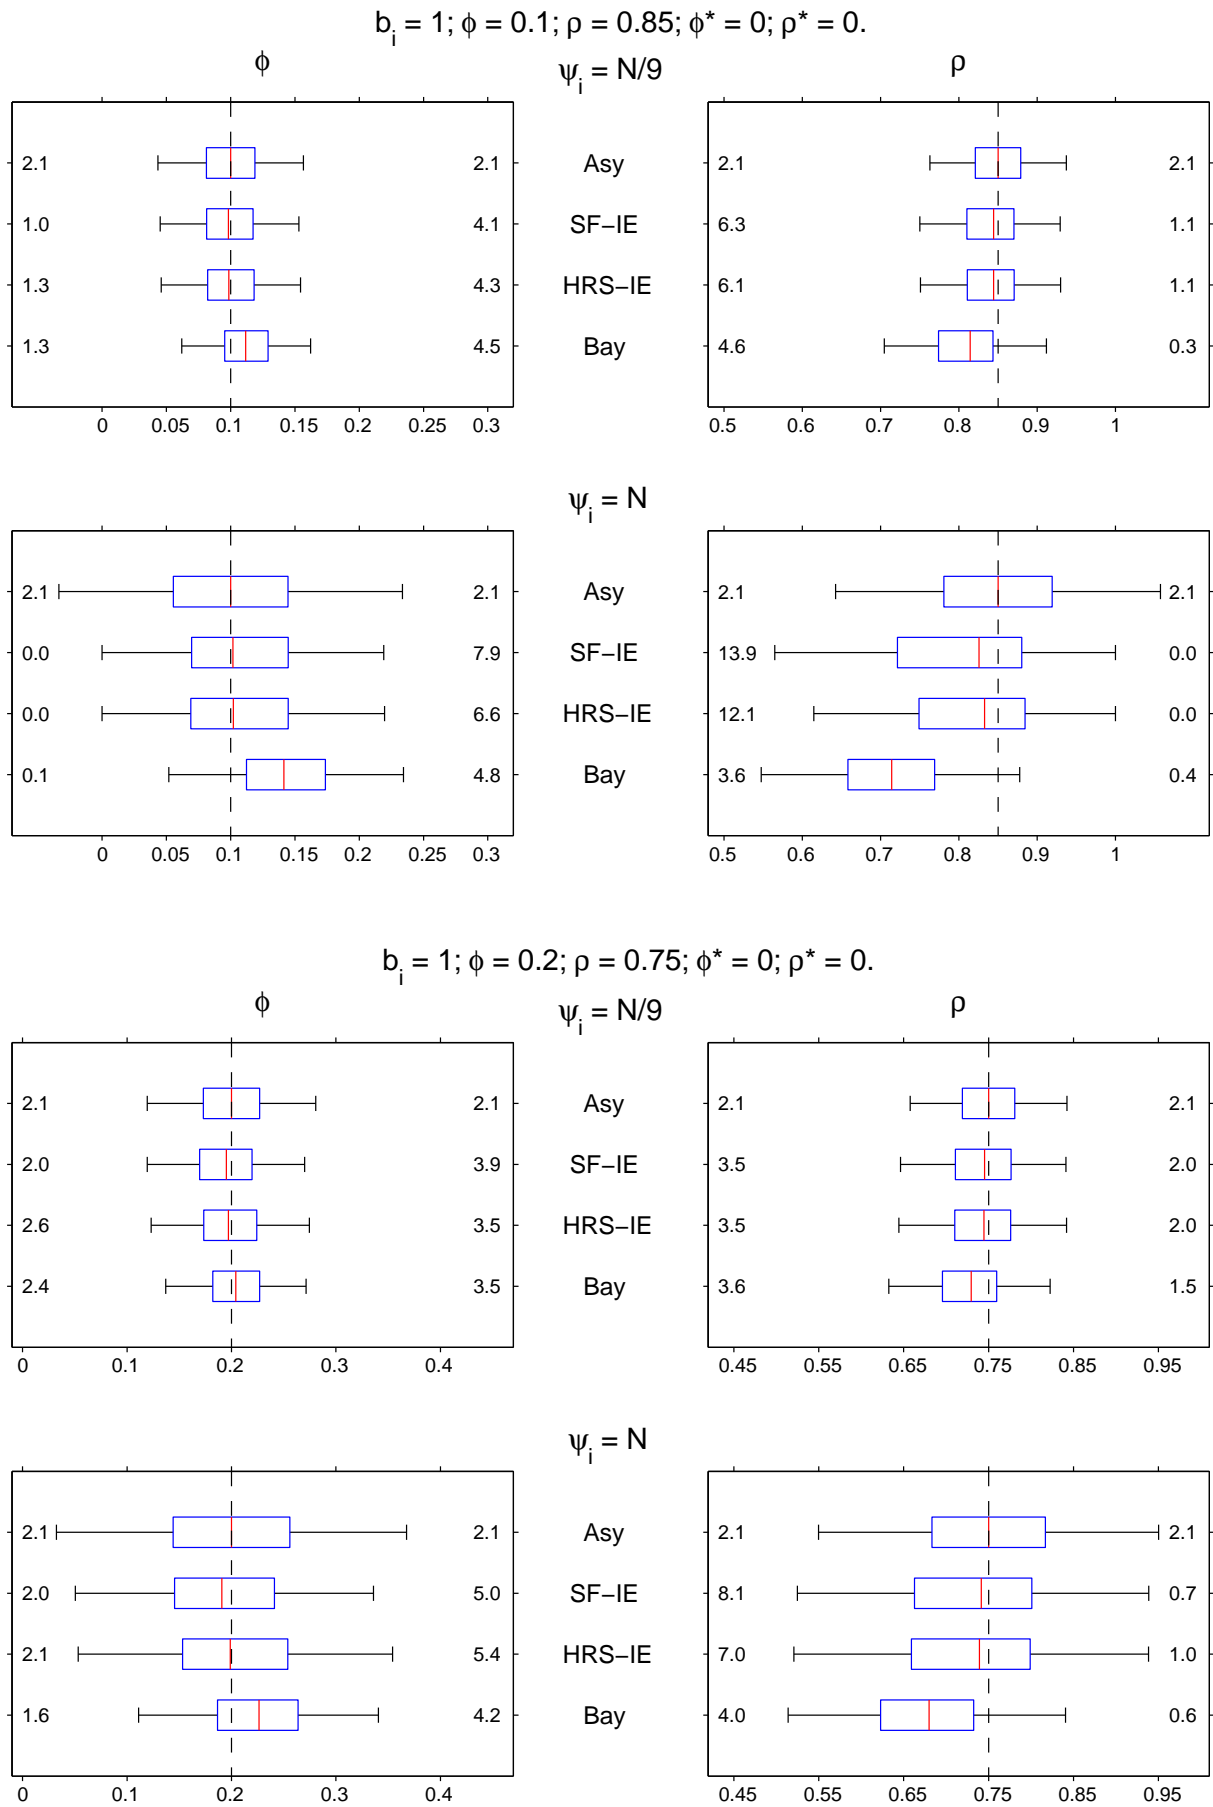 b_i = 1; ϕ = 0.1; ρ = 0.85; ϕ* = 0; ρ* = 0.
ϕ ψ_i = N/9 ρ
2.1 2.1 Asy 2.1 2.1
1.0 4.1 SF−IE 6.3 1.1
1.3 4.3 HRS−IE 6.1 1.1
1.3 4.5 Bay 4.6 0.3
0 0.05 0.1 0.15 0.2 0.25 0.3 0.5 0.6 0.7 0.8 0.9 1
ψ_i = N
2.1 2.1 Asy 2.1 2.1
0.0 7.9 SF−IE 13.9 0.0
0.0 6.6 HRS−IE 12.1 0.0
0.1 4.8 Bay 3.6 0.4
0 0.05 0.1 0.15 0.2 0.25 0.3 0.5 0.6 0.7 0.8 0.9 1
b_i = 1; ϕ = 0.2; ρ = 0.75; ϕ* = 0; ρ* = 0.
ϕ ψ_i = N/9 ρ
2.1 2.1 Asy 2.1 2.1
2.0 3.9 SF−IE 3.5 2.0
2.6 3.5 HRS−IE 3.5 2.0
2.4 3.5 Bay 3.6 1.5
0 0.1 0.2 0.3 0.4 0.45 0.55 0.65 0.75 0.85 0.95
ψ_i = N
2.1 2.1 Asy 2.1 2.1
2.0 5.0 SF−IE 8.1 0.7
2.1 5.4 HRS−IE 7.0 1.0
1.6 4.2 Bay 4.0 0.6
0 0.1 0.2 0.3 0.4 0.45 0.55 0.65 0.75 0.85 0.95